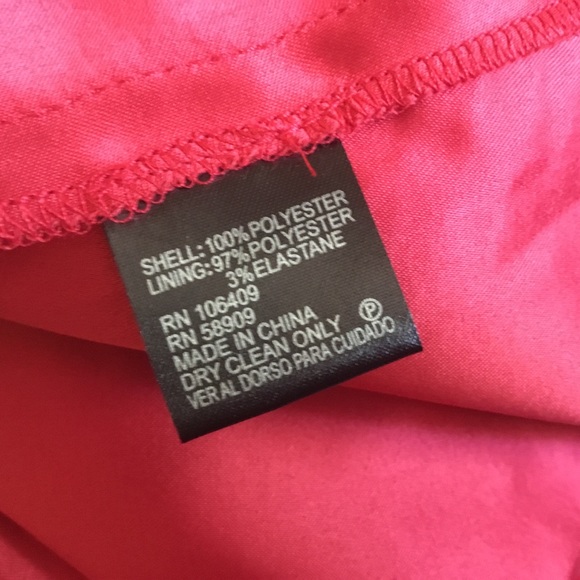 SHELL: 100% POLYESTER
LINING: 97% POLYESTER
3% ELASTANE
RN 106409
RN 58909
MADE IN CHINA
DRY CLEAN ONLY Ⓟ
VER AL DORSO PARA CUIDADO